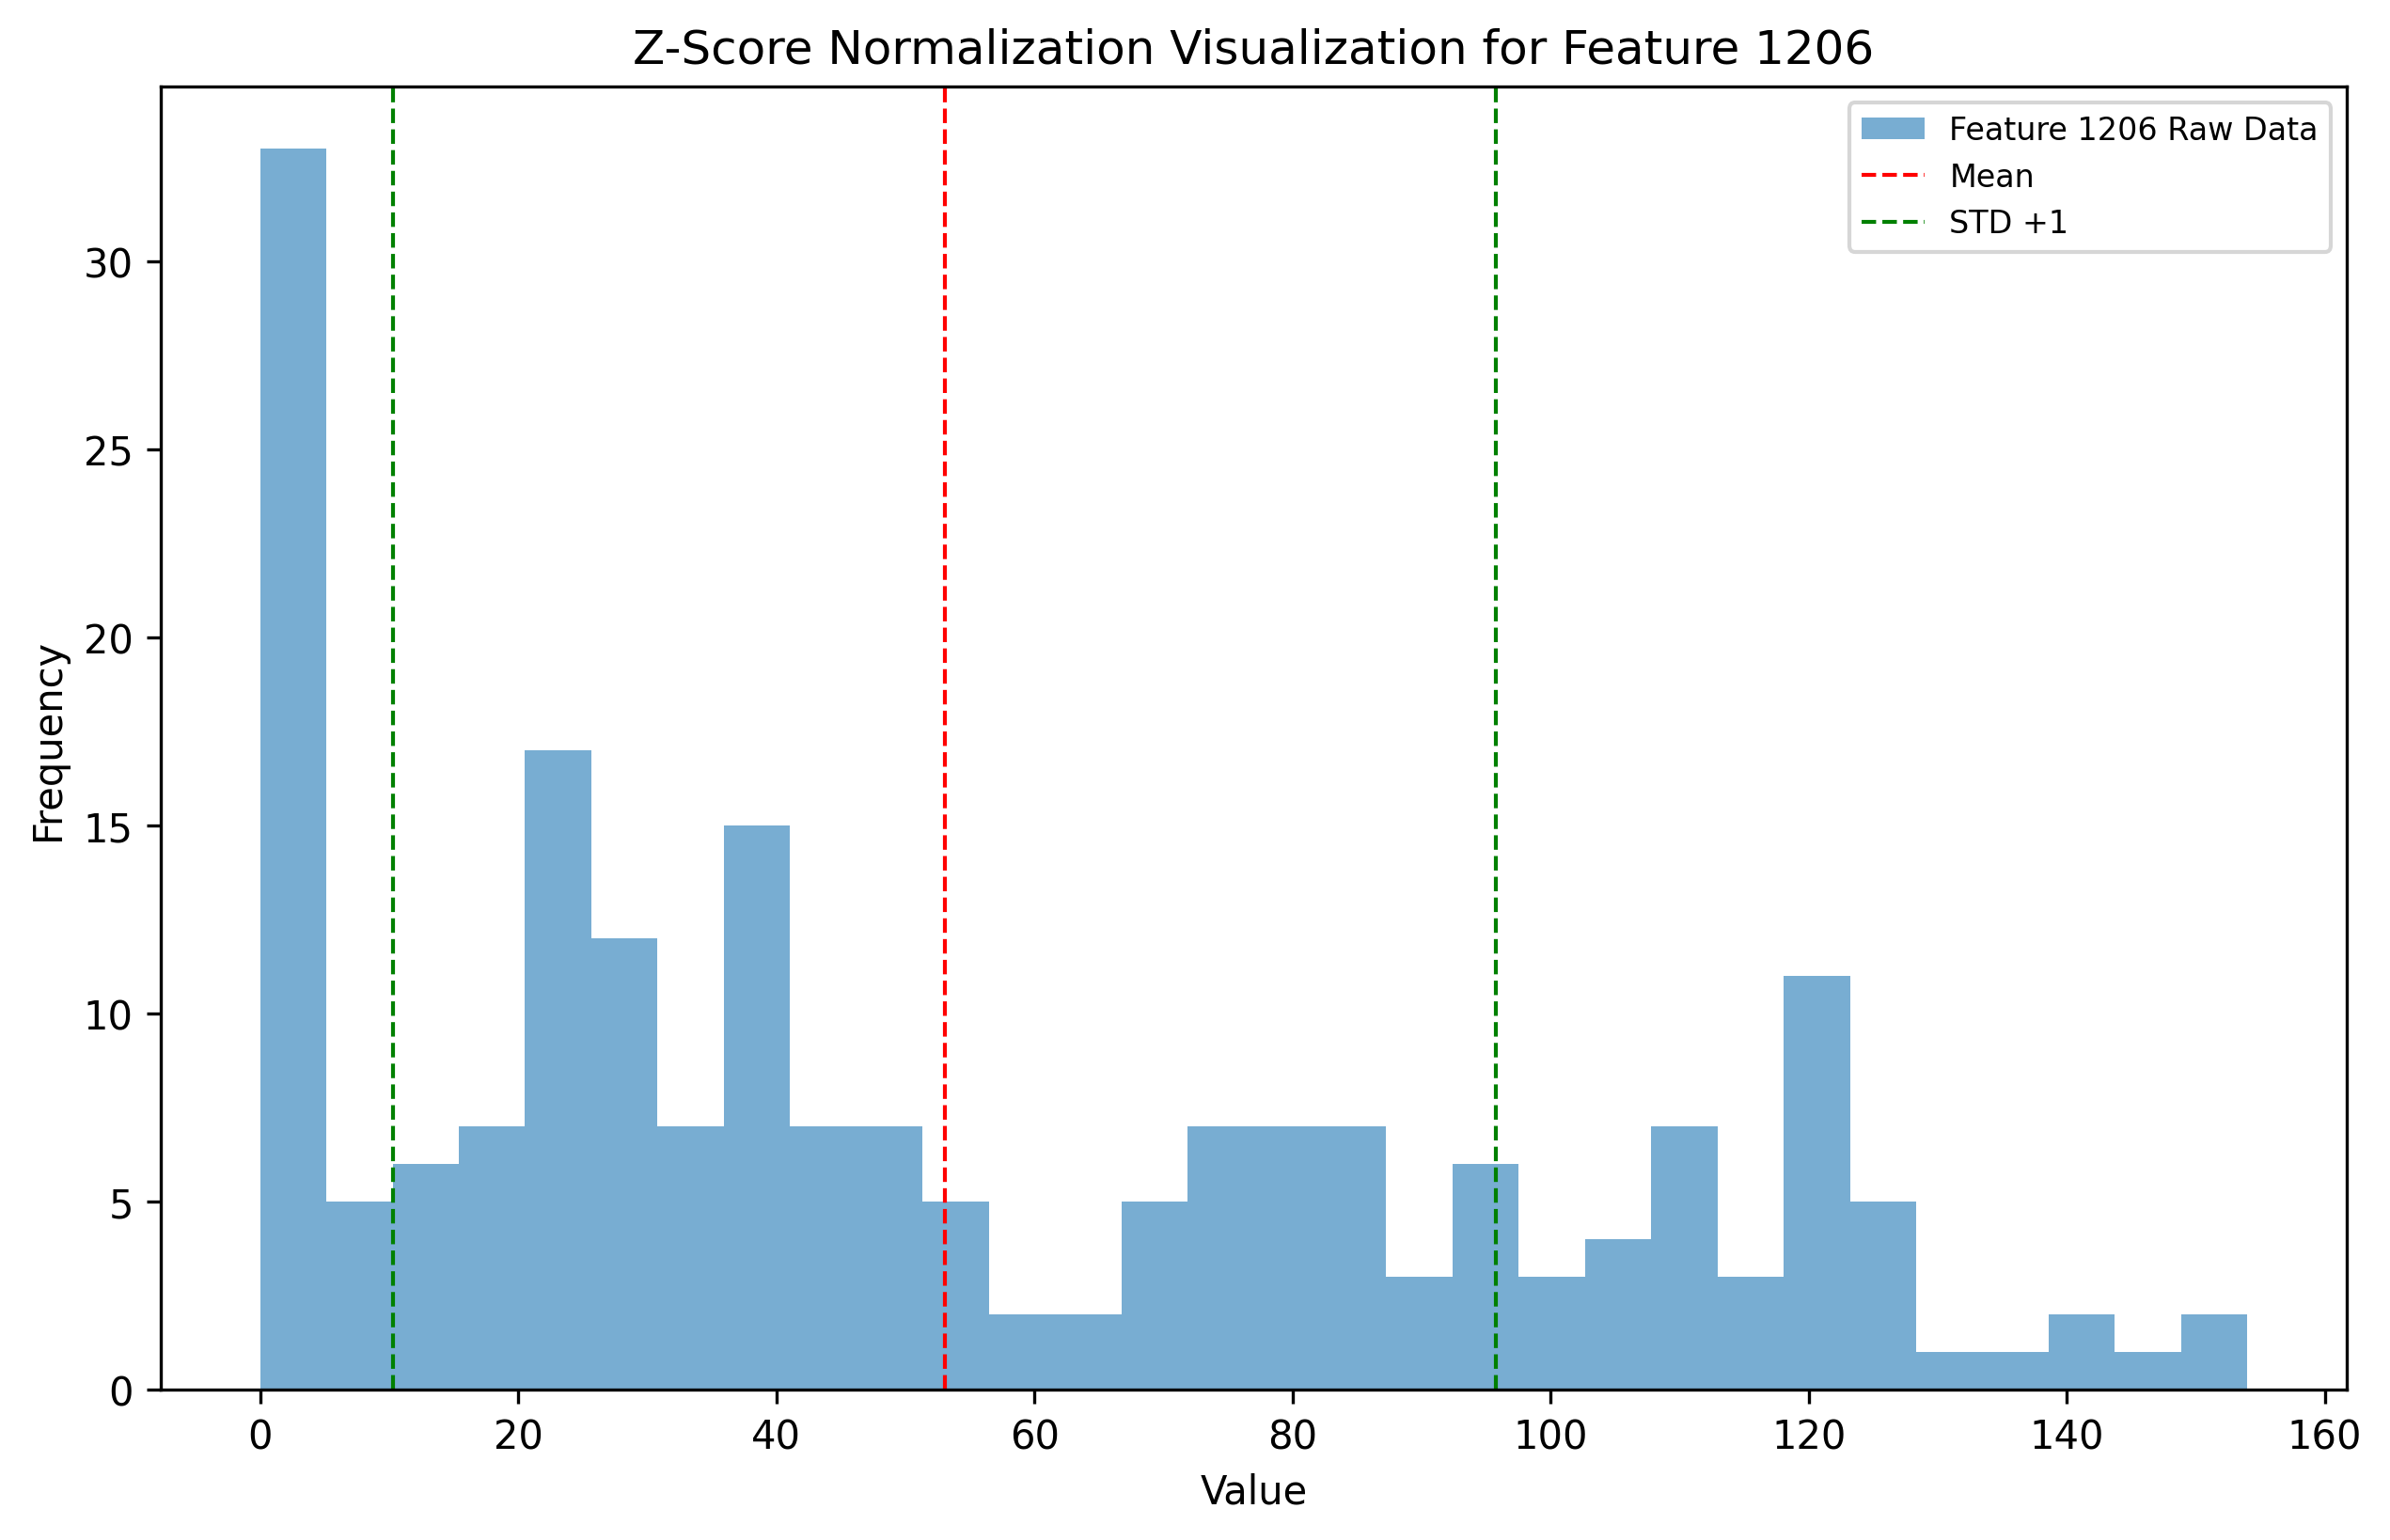 Z-Score Normalization Visualization for Feature 1206
Feature 1206 Raw Data
Mean
STD +1
Frequency
30
25
20
15
10
5
0
0 20 40 60 80 100 120 140 160
Value